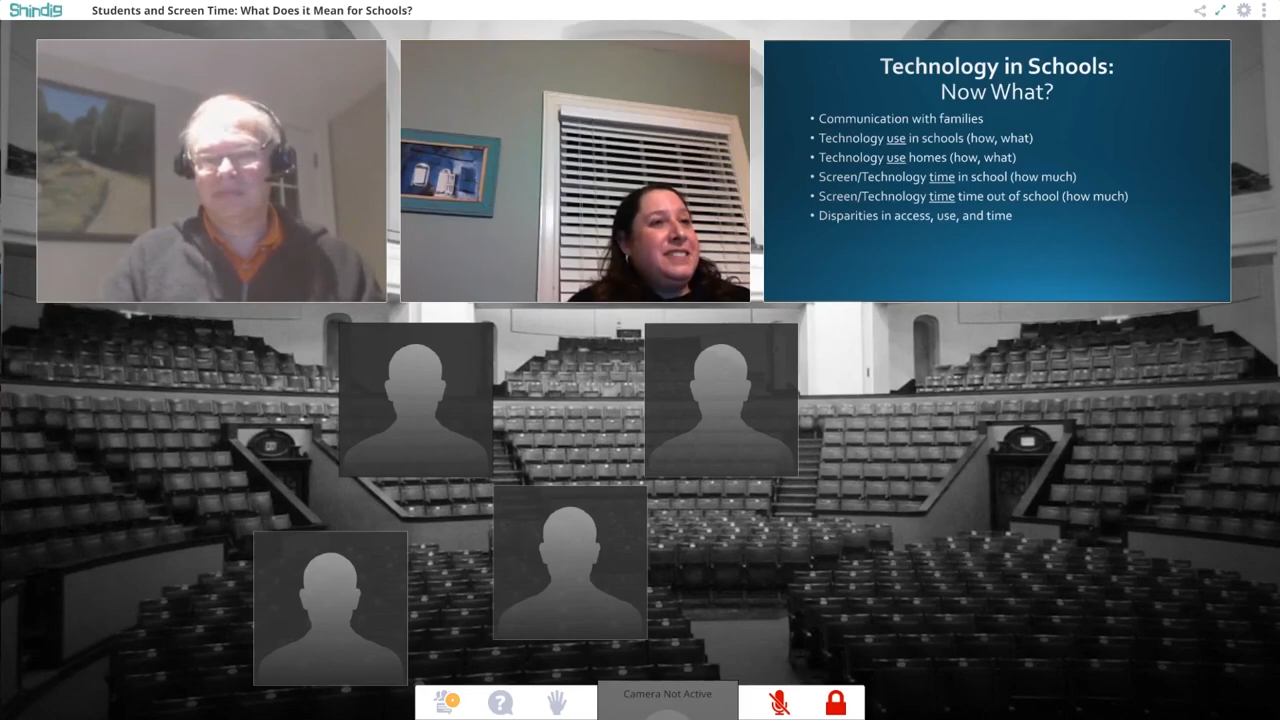 Shindig
Students and Screen Time: What Does it Mean for Schools?
Technology in Schools:
Now What?
• Communication with families
• Technology use in schools (how, what)
• Technology use homes (how, what)
• Screen/Technology time in school (how much)
• Screen/Technology time time out of school (how much)
• Disparities in access, use, and time
Camera Not Active